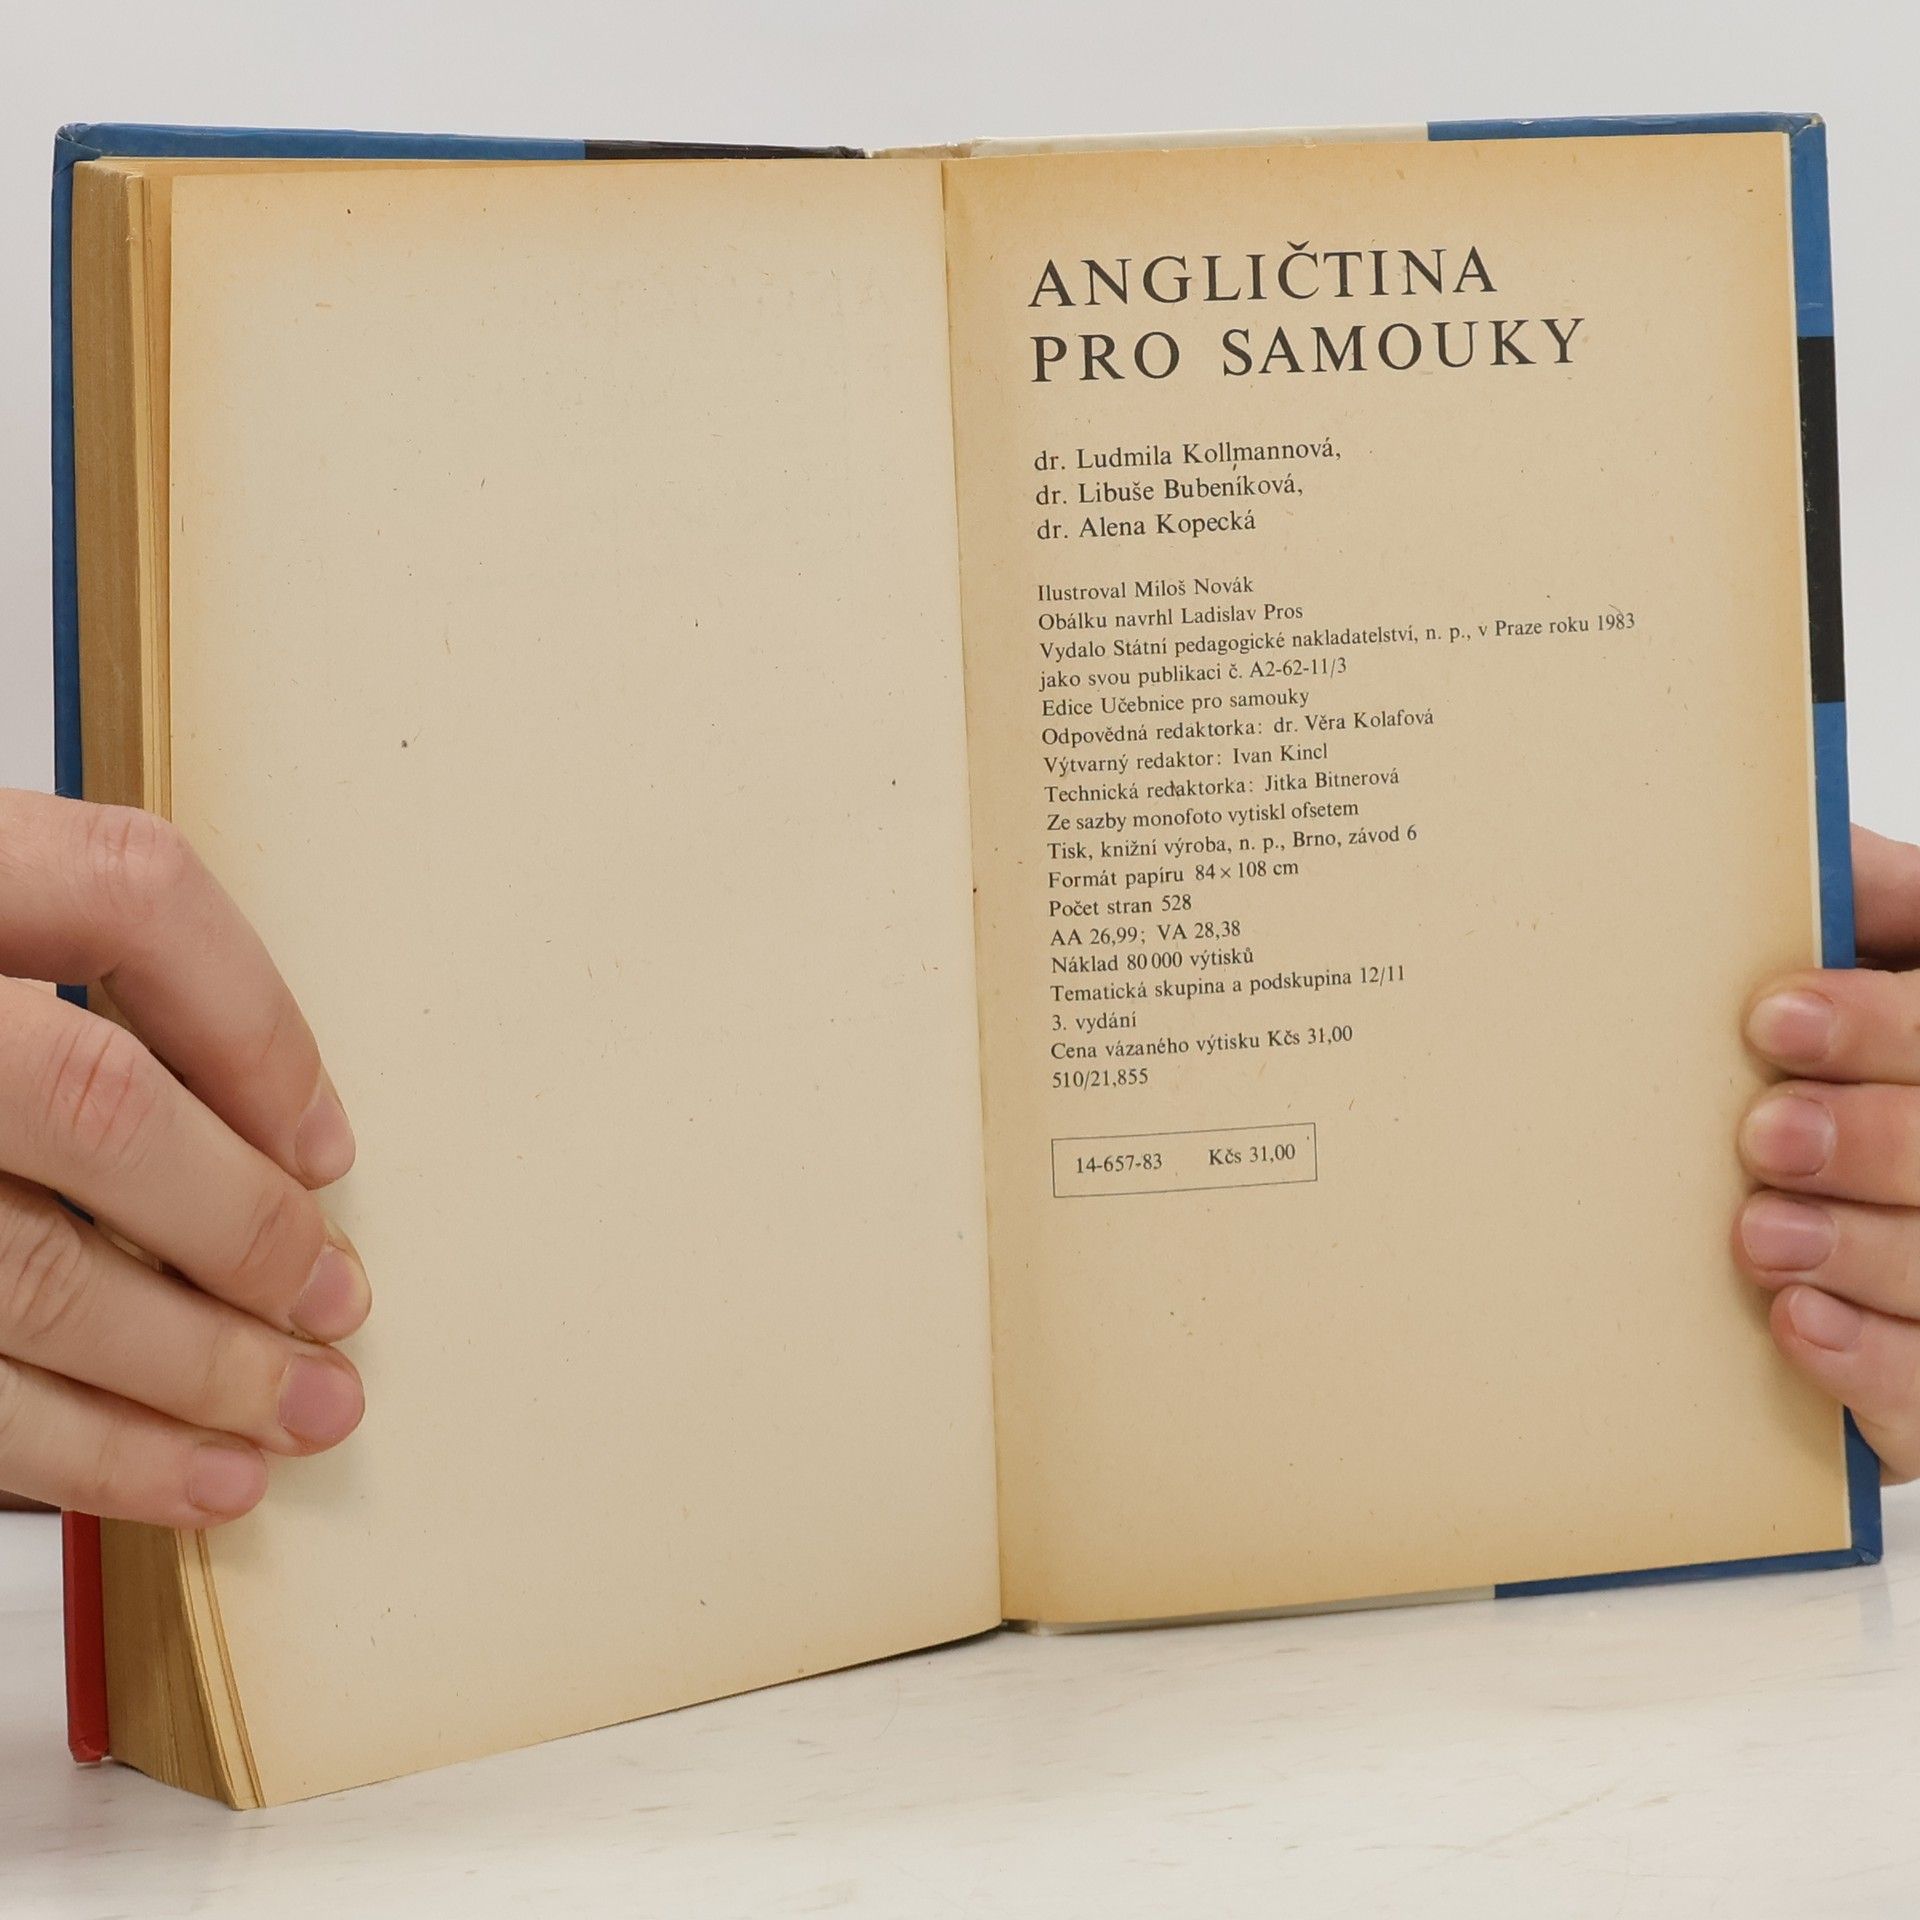 ANGLIČTINA
PRO SAMOUKY
dr. Ludmila Kollmannová,
dr. Libuše Bubeníková,
dr. Alena Kopecká
Ilustroval Miloš Novák
Obálku navrhl Ladislav Pros
Vydalo Státní pedagogické nakladatelství, n. p., v Praze roku 1983
jako svou publikaci č. A2-62-11/3
Edice Učebnice pro samouky
Odpovědná redaktorka: dr. Věra Kolafová
Výtvarný redaktor: Ivan Kincl
Technická redaktorka: Jitka Bitnerová
Ze sazby monofoto vytiskl ofsetem
Tisk, knižní výroba, n. p., Brno, závod 6
Formát papíru 84 × 108 cm
Počet stran 528
AA 26,99; VA 28,38
Náklad 80 000 výtisků
Tematická skupina a podskupina 12/11
3. vydání
Cena vázaného výtisku Kčs 31,00
510/21,855
14-657-83 Kčs 31,00